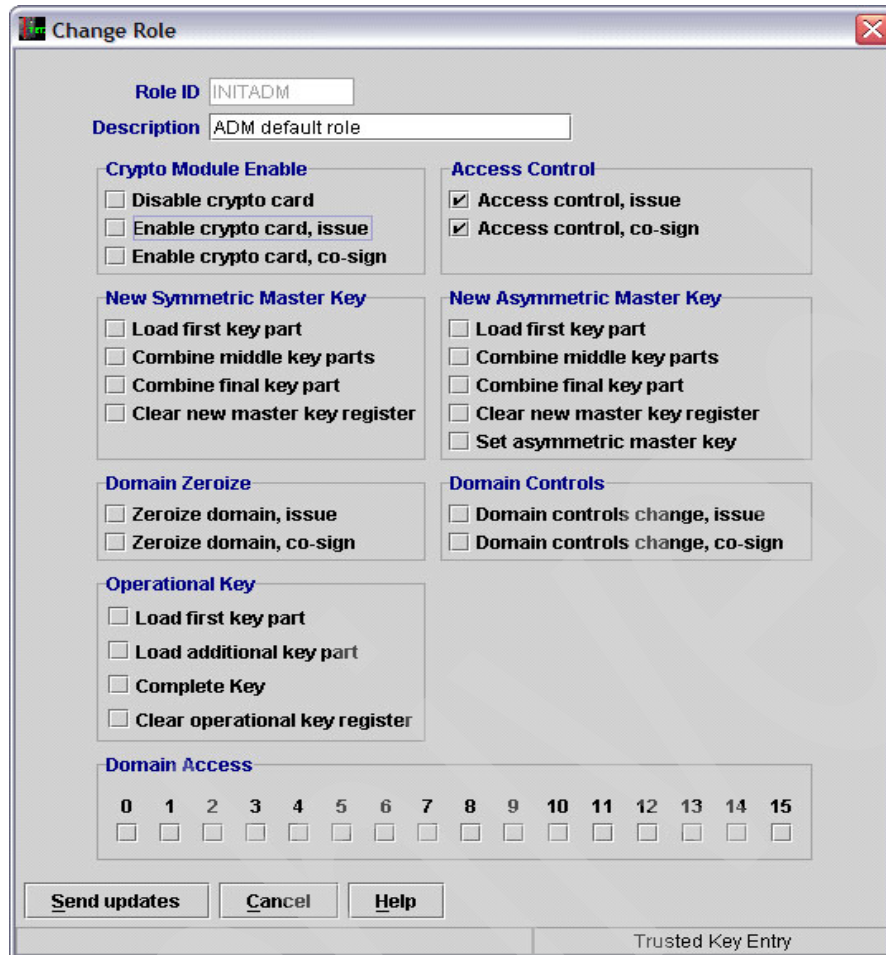 Change Role
Role ID INITADM
Description ADM default role
Crypto Module Enable
Disable crypto card
Enable crypto card, issue
Enable crypto card, co-sign
Access Control
Access control, issue
Access control, co-sign
New Symmetric Master Key
Load first key part
Combine middle key parts
Combine final key part
Clear new master key register
New Asymmetric Master Key
Load first key part
Combine middle key parts
Combine final key part
Clear new master key register
Set asymmetric master key
Domain Zeroize
Zeroize domain, issue
Zeroize domain, co-sign
Domain Controls
Domain controls change, issue
Domain controls change, co-sign
Operational Key
Load first key part
Load additional key part
Complete Key
Clear operational key register
Domain Access
0 1 2 3 4 5 6 7 8 9 10 11 12 13 14 15
Send updates Cancel Help
Trusted Key Entry